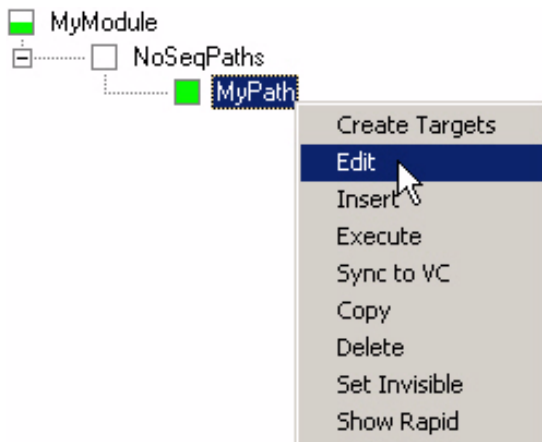 MyModule
NoSeqPaths
MyPath
Create Targets
Edit
Insert
Execute
Sync to VC
Copy
Delete
Set Invisible
Show Rapid